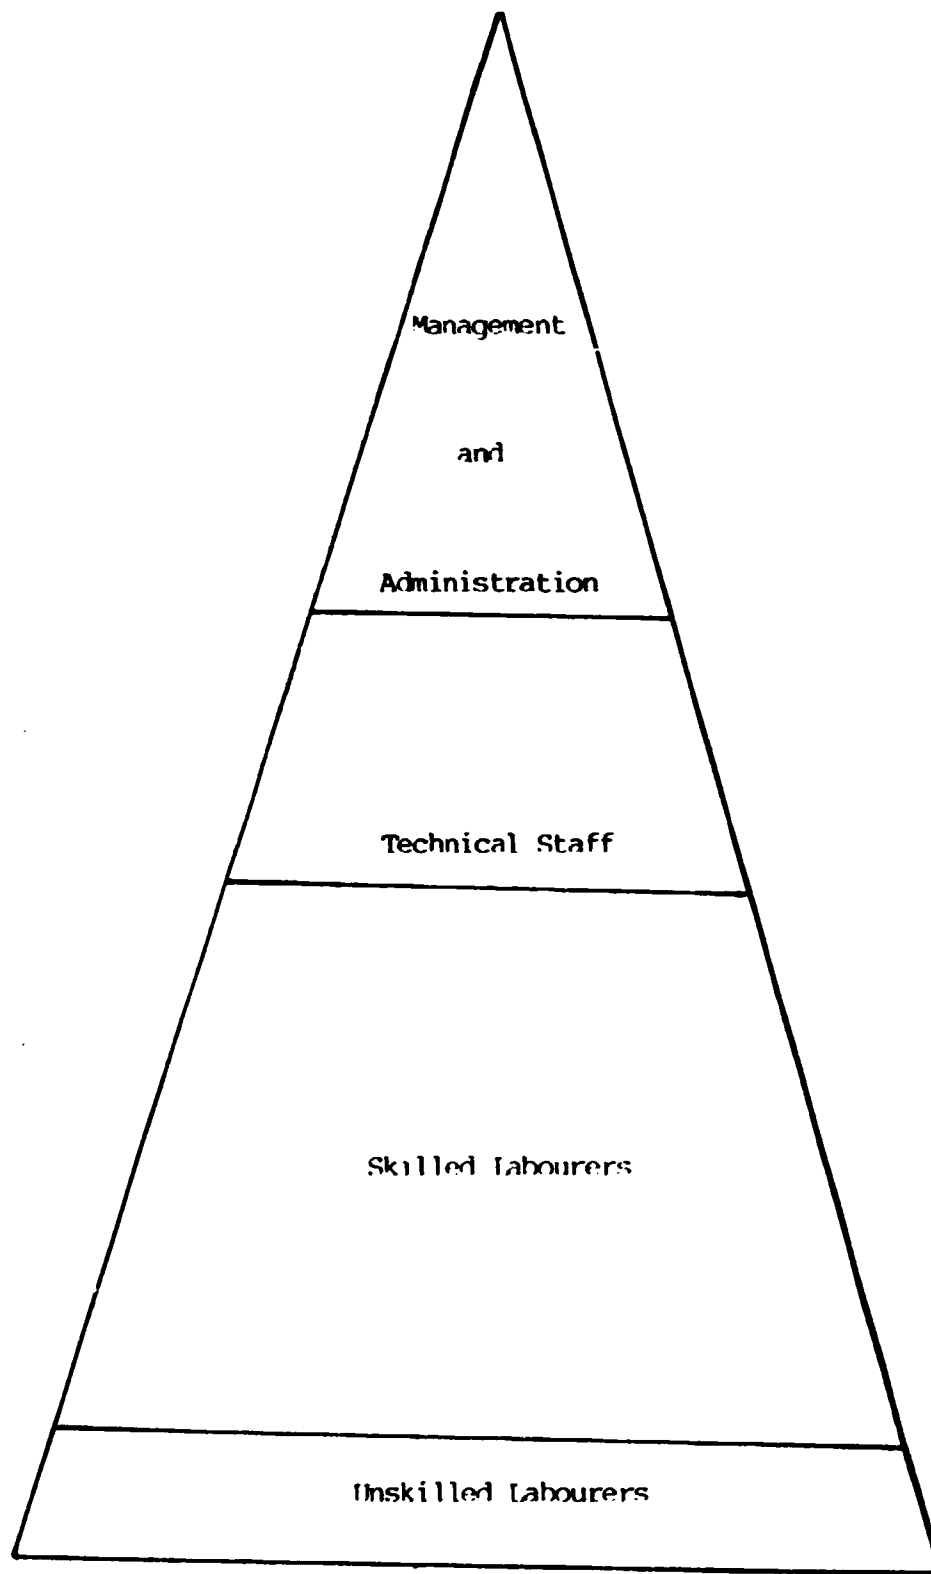 Management
and
Administration
Technical Staff
Skilled Labourers
Unskilled Labourers